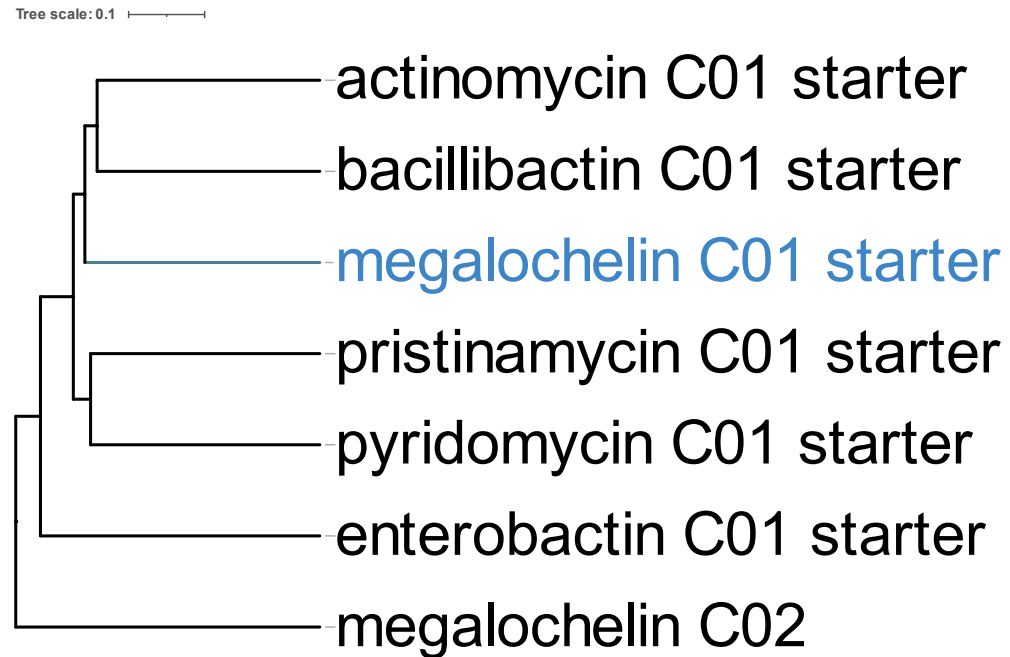 Tree scale: 0.1
actinomycin C01 starter
bacillibactin C01 starter
megalochelin C01 starter
pristinamycin C01 starter
pyridomycin C01 starter
enterobactin C01 starter
megalochelin C02